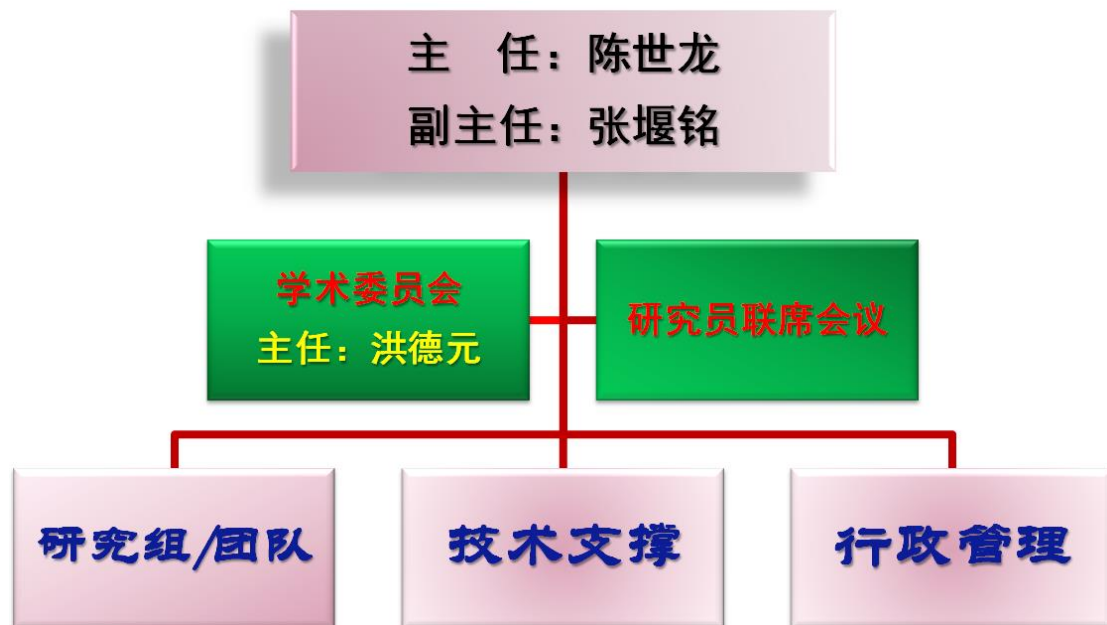 主　任：陈世龙
副主任：张堰铭
学术委员会
主任：洪德元
研究员联席会议
研究组/团队
技术支撑
行政管理